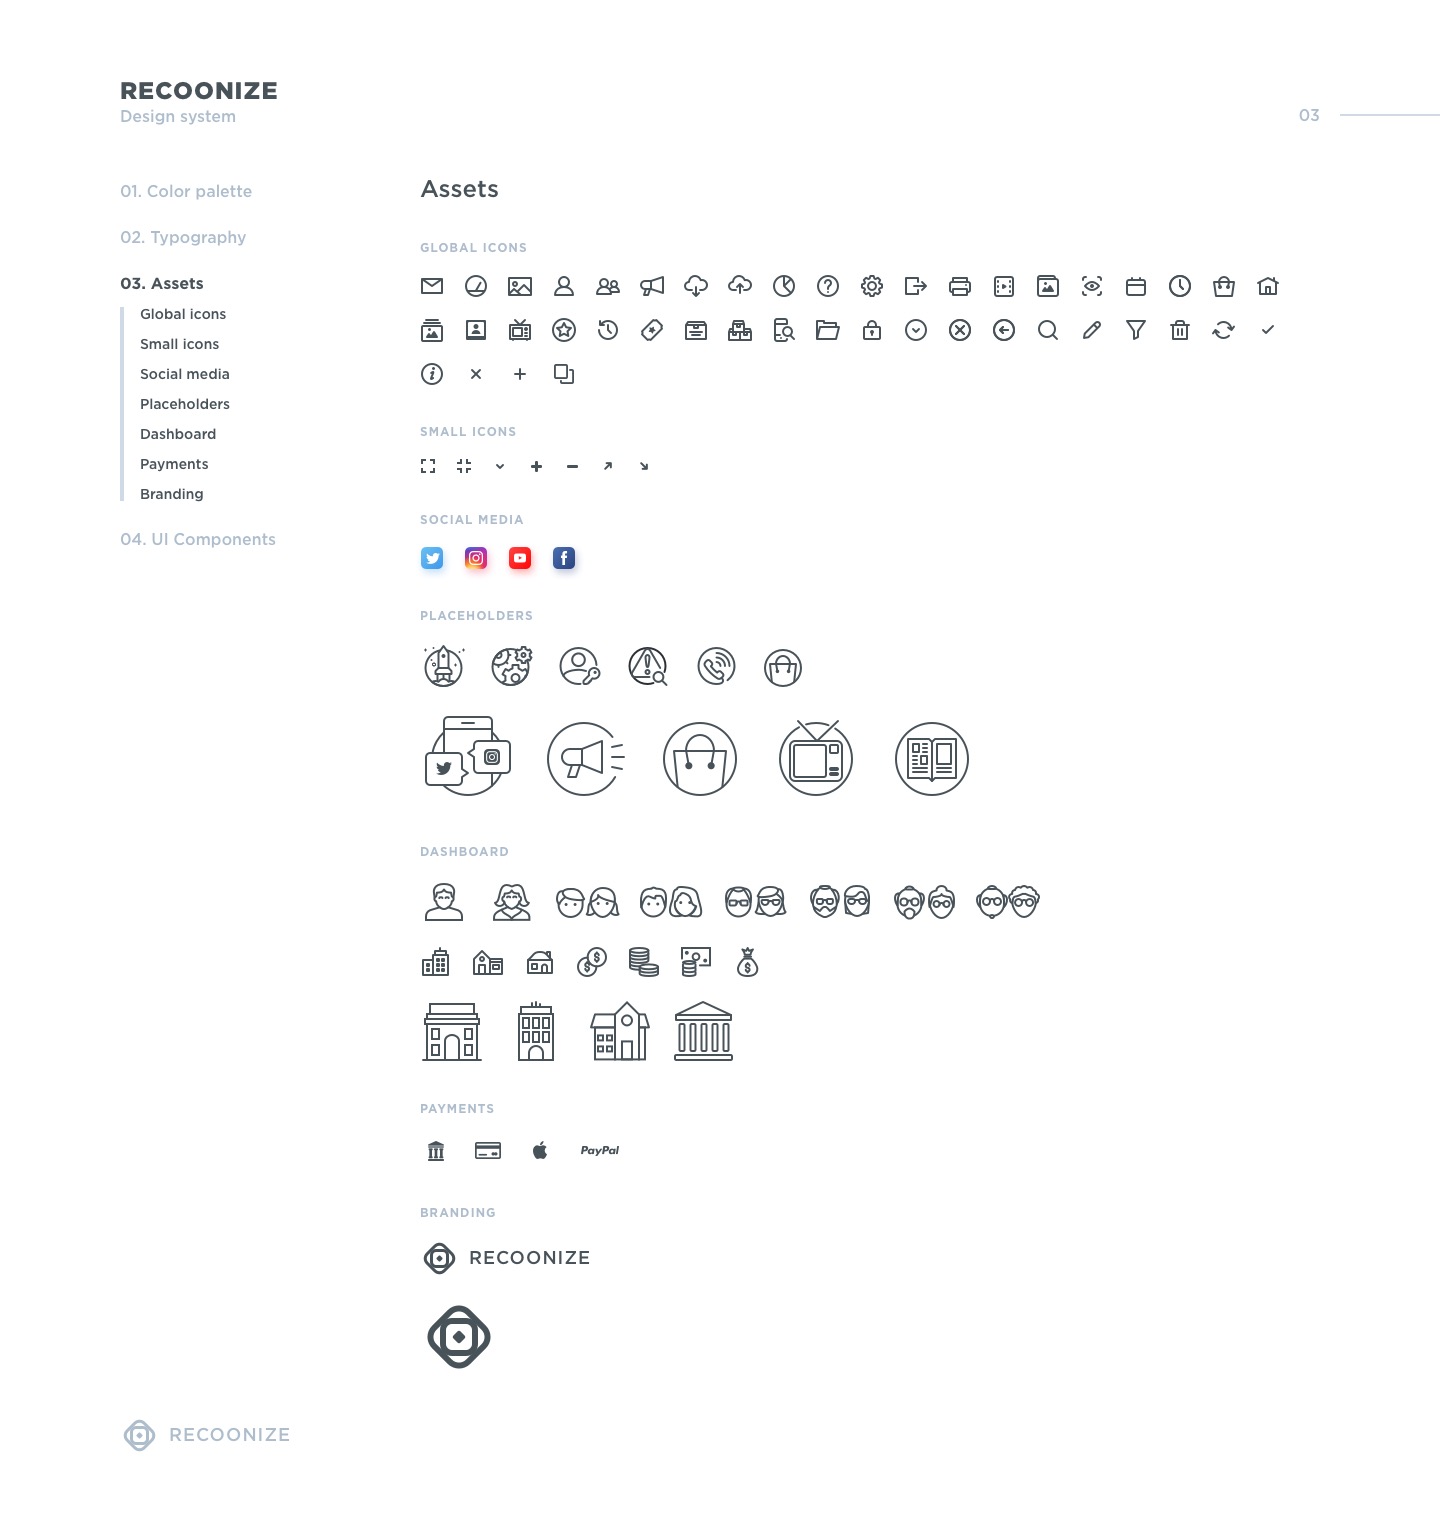 RECOONIZE
Design system
03
01. Color palette
02. Typography
03. Assets
Global icons
Small icons
Social media
Placeholders
Dashboard
Payments
Branding
04. UI Components
Assets
GLOBAL ICONS
SMALL ICONS
SOCIAL MEDIA
PLACEHOLDERS
DASHBOARD
PAYMENTS
PayPal
BRANDING
RECOONIZE
RECOONIZE